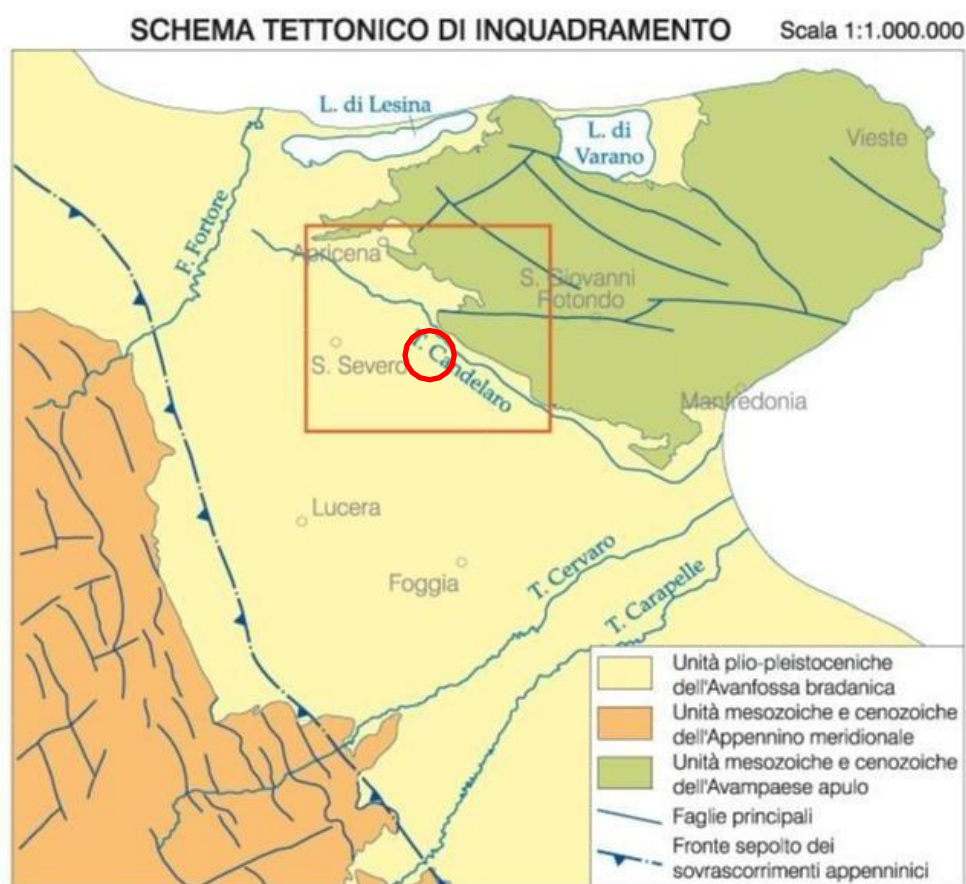 SCHEMA TETTONICO DI INQUADRAMENTO Scala 1:1.000.000
L. di Lesina
L. di
Varano
Vieste
F. Fortore
Apricena
S. Giovanni
Rotondo
S. Severo
T. Candelaro
Manfredonia
Lucera
Foggia
T. Cervaro
T. Carapelle
Unità plio-pleistoceniche
dell'Avanfossa bradanica
Unità mesozoiche e cenozoiche
dell'Appennino meridionale
Unità mesozoiche e cenozoiche
dell'Avampaese apulo
Faglie principali
Fronte sepolto dei
sovrascorrimenti appenninici